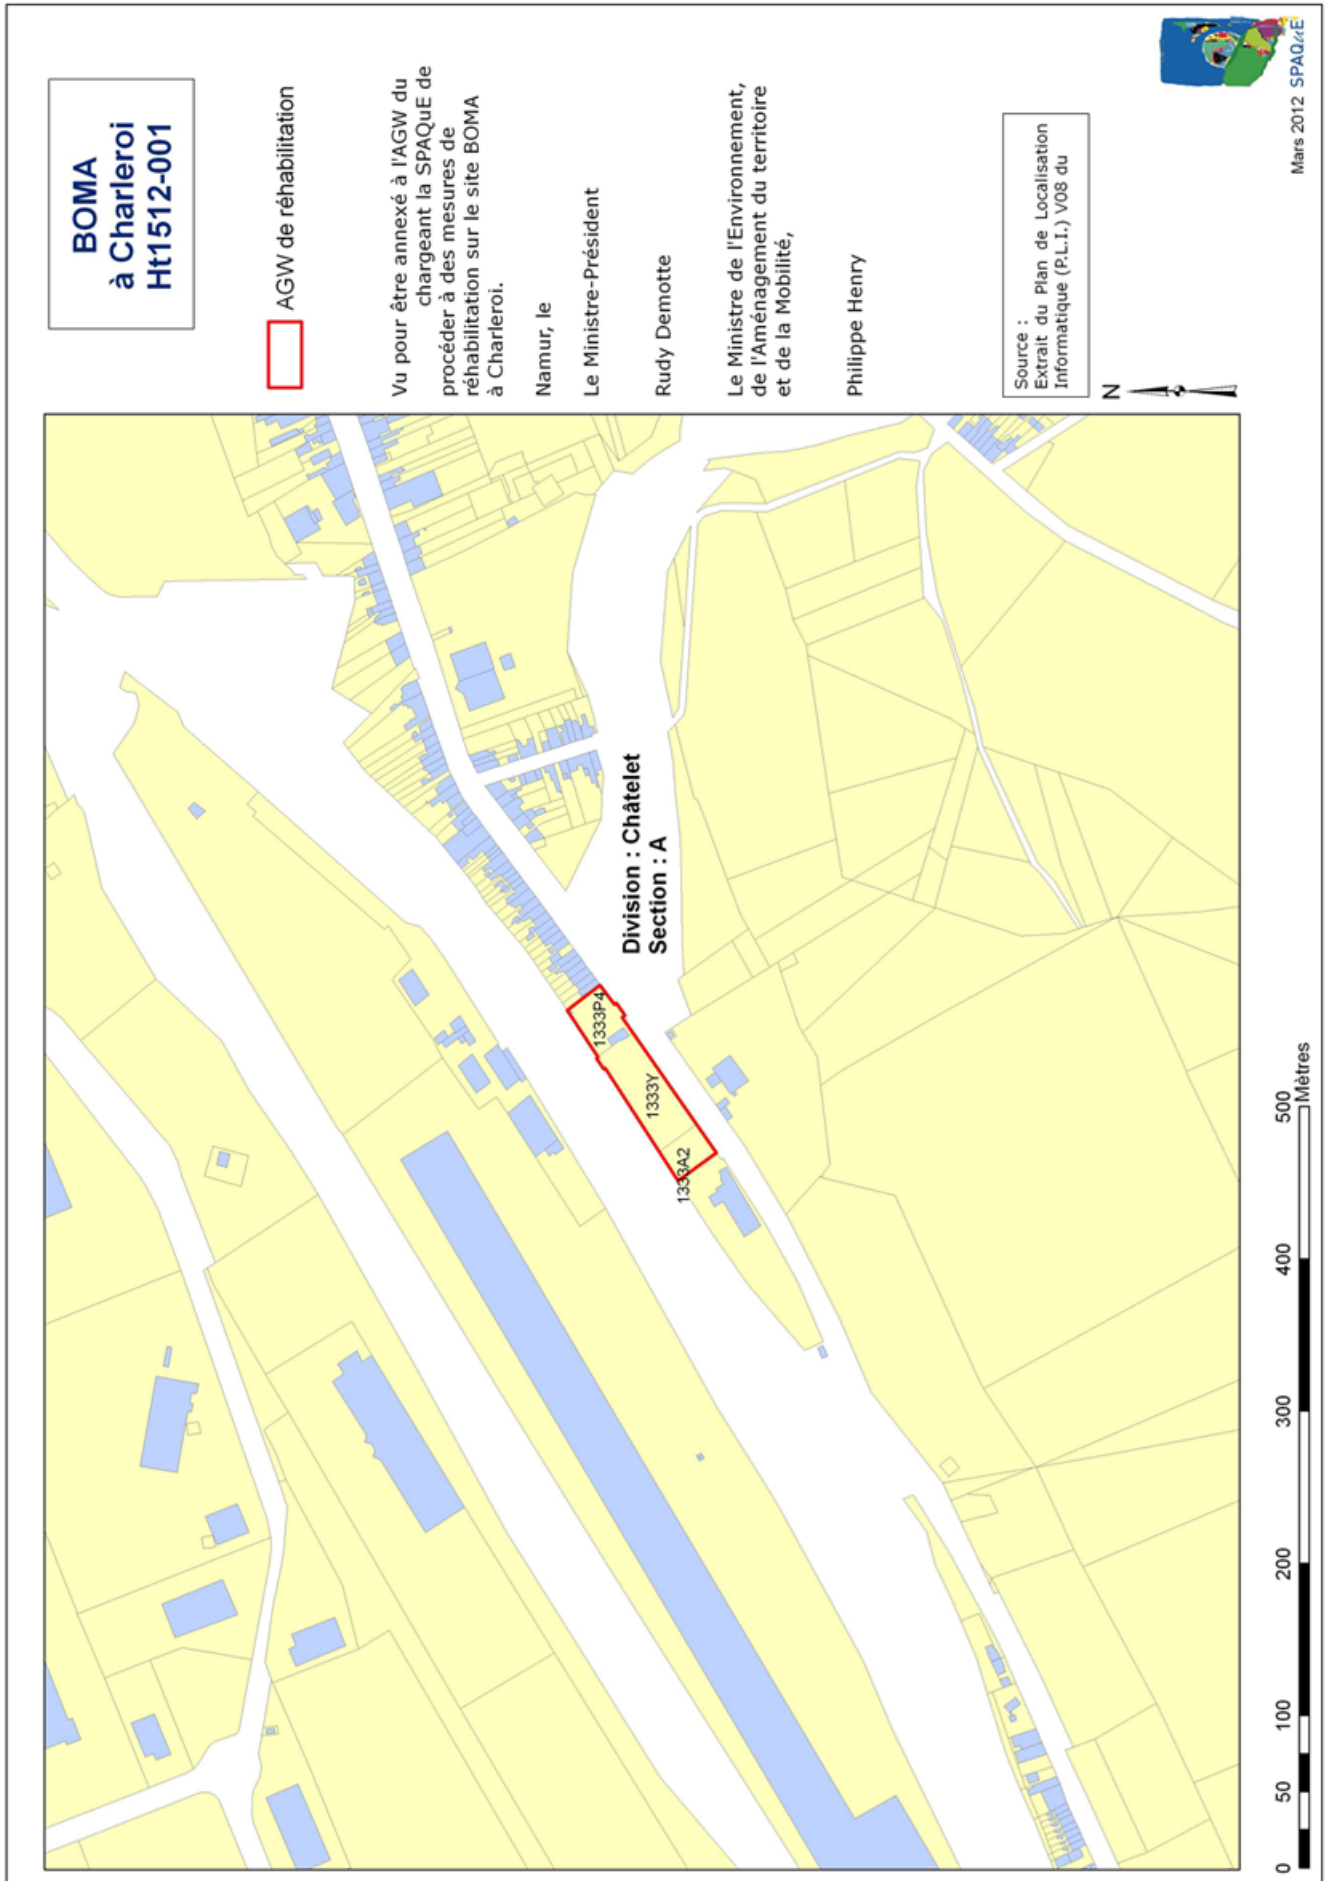 BOMA
à Charleroi
Ht1512-001
AGW de réhabilitation
Vu pour être annexé à l'AGW du
chargeant la SPAQuE de
procéder à des mesures de
réhabilitation sur le site BOMA
à Charleroi.
Namur, le
Le Ministre-Président
Rudy Demotte
Le Ministre de l'Environnement,
de l'Aménagement du territoire
et de la Mobilité,
Philippe Henry
Source :
Extrait du Plan de Localisation
Informatique (P.L.I.) V08 du
N
Division : Châtelet
Section : A
1333P4
1333Y
1333A2
0 50 100 200 300 400 500
Mètres
Mars 2012 SPAQuE